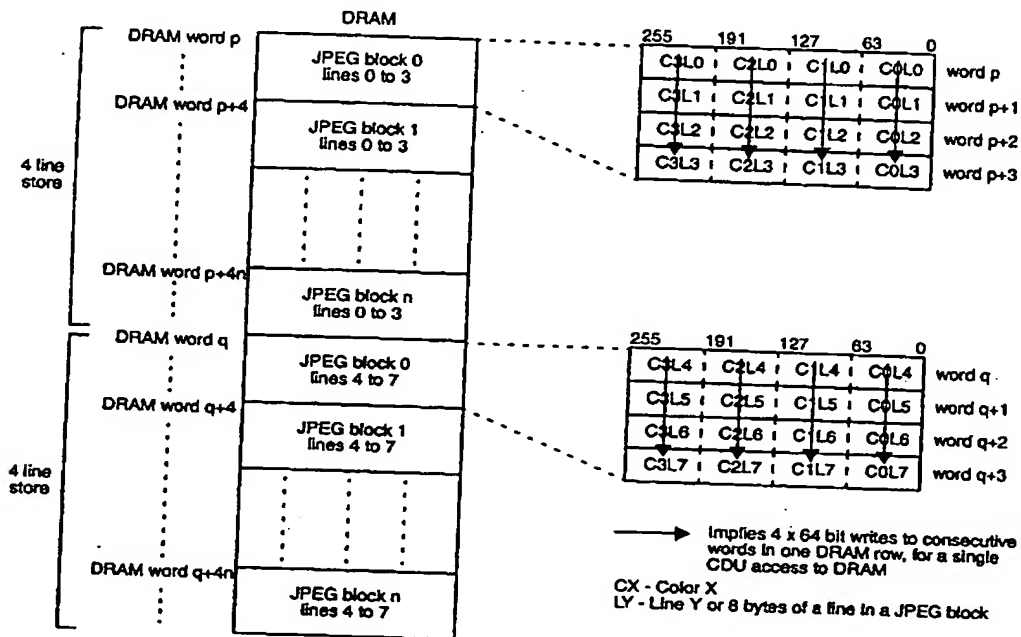 DRAM
DRAM word p
JPEG block 0
lines 0 to 3
DRAM word p+4
JPEG block 1
lines 0 to 3
4 line
store
DRAM word p+4n
JPEG block n
lines 0 to 3
DRAM word q
JPEG block 0
lines 4 to 7
DRAM word q+4
JPEG block 1
lines 4 to 7
4 line
store
DRAM word q+4n
JPEG block n
lines 4 to 7
255 191 127 63 0
C3L0 C2L0 C1L0 C0L0 word p
C3L1 C2L1 C1L1 C0L1 word p+1
C3L2 C2L2 C1L2 C0L2 word p+2
C3L3 C2L3 C1L3 C0L3 word p+3
255 191 127 63 0
C3L4 C2L4 C1L4 C0L4 word q
C3L5 C2L5 C1L5 C0L5 word q+1
C3L6 C2L6 C1L6 C0L6 word q+2
C3L7 C2L7 C1L7 C0L7 word q+3
Implies 4 x 64 bit writes to consecutive
words in one DRAM row, for a single
CDU access to DRAM
CX - Color X
LY - Line Y or 8 bytes of a line in a JPEG block